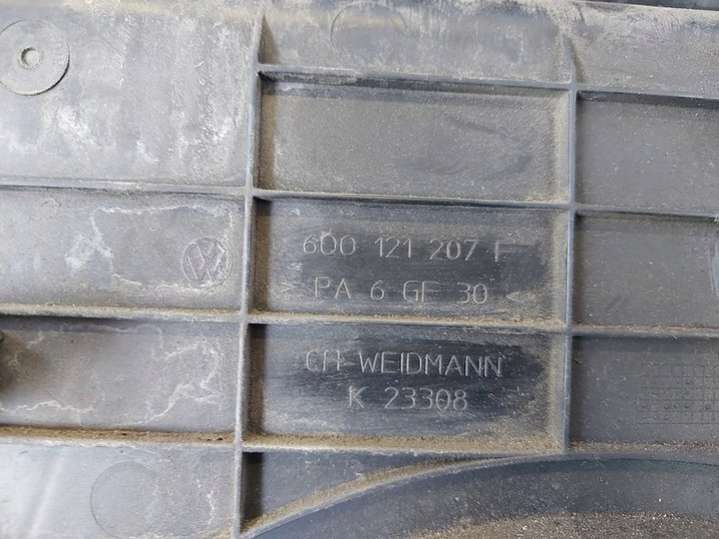 6Q0 121 207 F
>PA 6 GF 30<
CH-WEIDMANN
K 23308